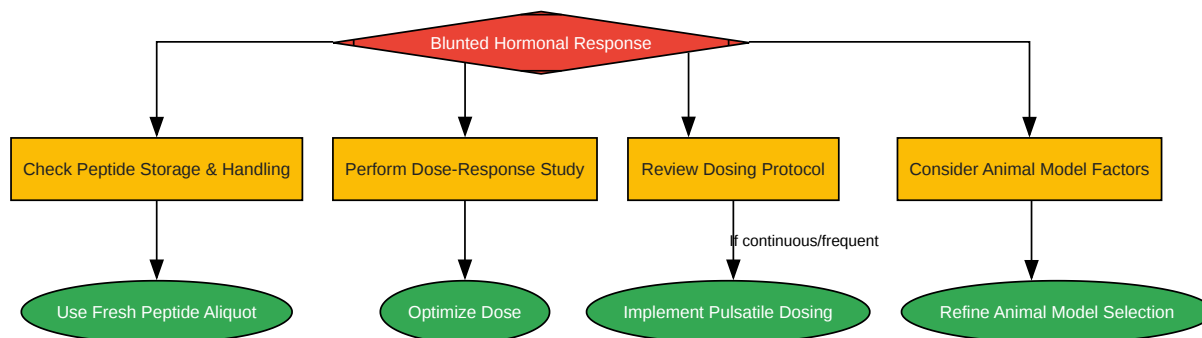 Blunted Hormonal Response
Check Peptide Storage & Handling
Perform Dose-Response Study
Review Dosing Protocol
Consider Animal Model Factors
If continuous/frequent
Use Fresh Peptide Aliquot
Optimize Dose
Implement Pulsatile Dosing
Refine Animal Model Selection